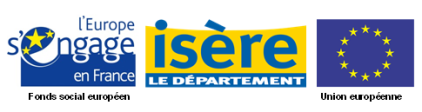 l'Europe
s'engage
en France
Fonds social européen
isère
LE DÉPARTEMENT
Union européenne